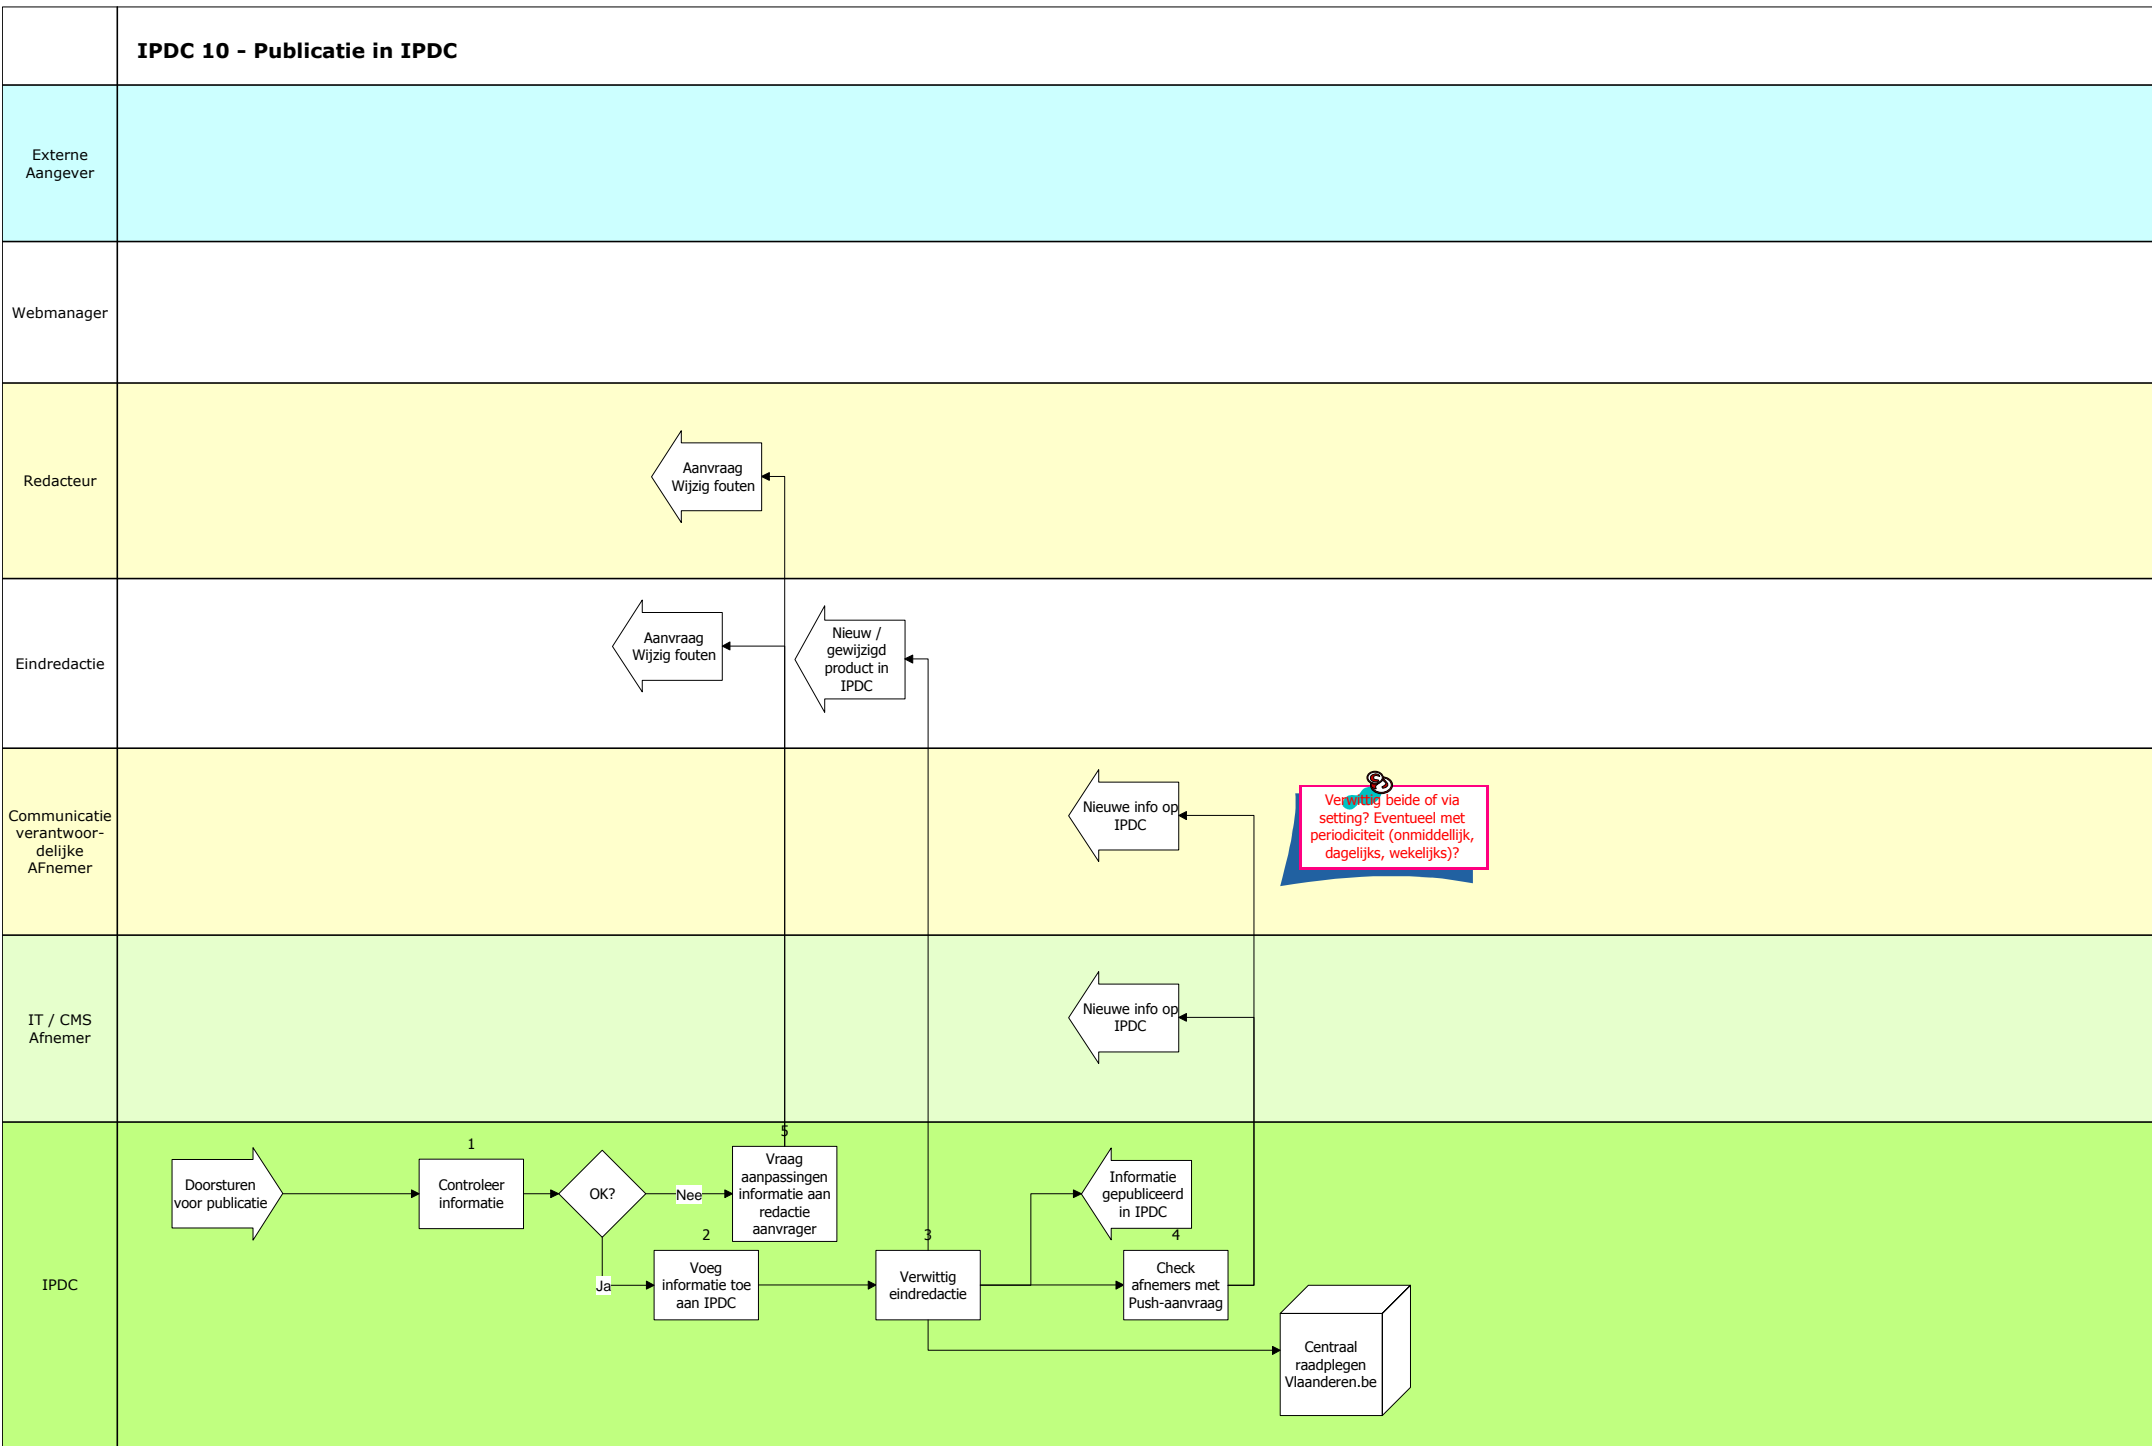 IPDC 10 - Publicatie in IPDC
Externe
Aangever
Webmanager
Redacteur
Aanvraag
Wijzig fouten
Eindredactie
Aanvraag
Wijzig fouten
Nieuw /
gewijzigd
product in
IPDC
Communicatie
verantwoor-
delijke
AFnemer
Nieuwe info op
IPDC
Verwittig beide of via
setting? Eventueel met
periodiciteit (onmiddellijk,
dagelijks, wekelijks)?
IT / CMS
Afnemer
Nieuwe info op
IPDC
IPDC
Doorsturen
voor publicatie
1
Controleer
informatie
OK?
Nee
5
Vraag
aanpassingen
informatie aan
redactie
aanvrager
Ja
2
Voeg
informatie toe
aan IPDC
3
Verwittig
eindredactie
Informatie
gepubliceerd
in IPDC
4
Check
afnemers met
Push-aanvraag
Centraal
raadplegen
Vlaanderen.be